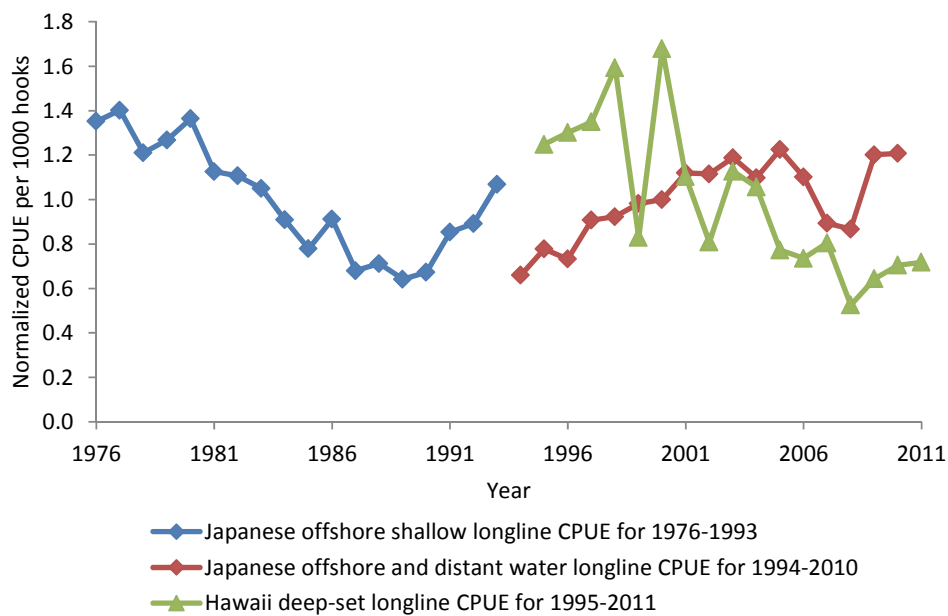 Normalized CPUE per 1000 hooks
1.8
1.6
1.4
1.2
1.0
0.8
0.6
0.4
0.2
0.0
1976 1981 1986 1991 1996 2001 2006 2011
Year
Japanese offshore shallow longline CPUE for 1976-1993
Japanese offshore and distant water longline CPUE for 1994-2010
Hawaii deep-set longline CPUE for 1995-2011